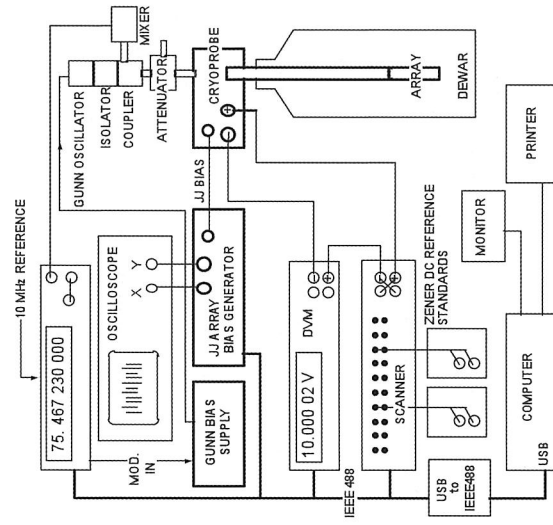 10 MHz REFERENCE
75. 467 230 000
MIXER
GUNN OSCILLATOR
ISOLATOR
COUPLER
ATTENUATOR
OSCILLOSCOPE
X
Y
MOD.
IN
GUNN BIAS
SUPPLY
JJ ARRAY
BIAS GENERATOR
JJ BIAS
CRYOPROBE
ARRAY
DEWAR
10.000 02 V
DVM
IEEE 488
SCANNER
ZENER DC REFERENCE
STANDARDS
USB
to
IEEE488
USB
COMPUTER
MONITOR
PRINTER